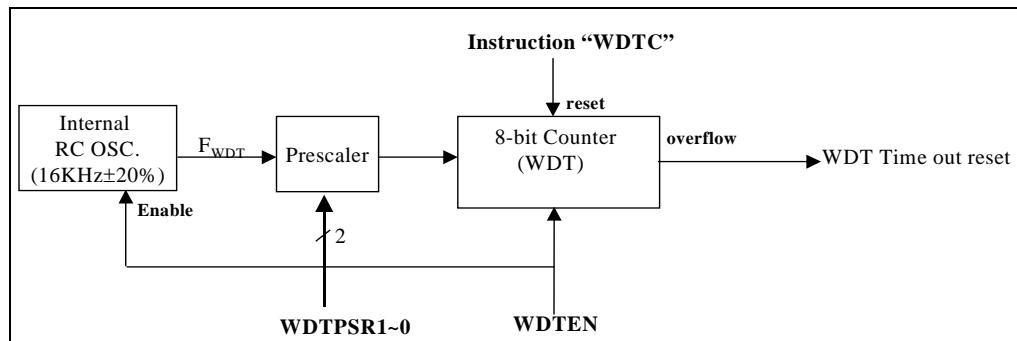 Instruction “WDTC”
reset
Internal
RC OSC.
(16KHz±20%)
FWDT
Prescaler
8-bit Counter
(WDT)
overflow
WDT Time out reset
Enable
2
WDTPSR1~0
WDTEN